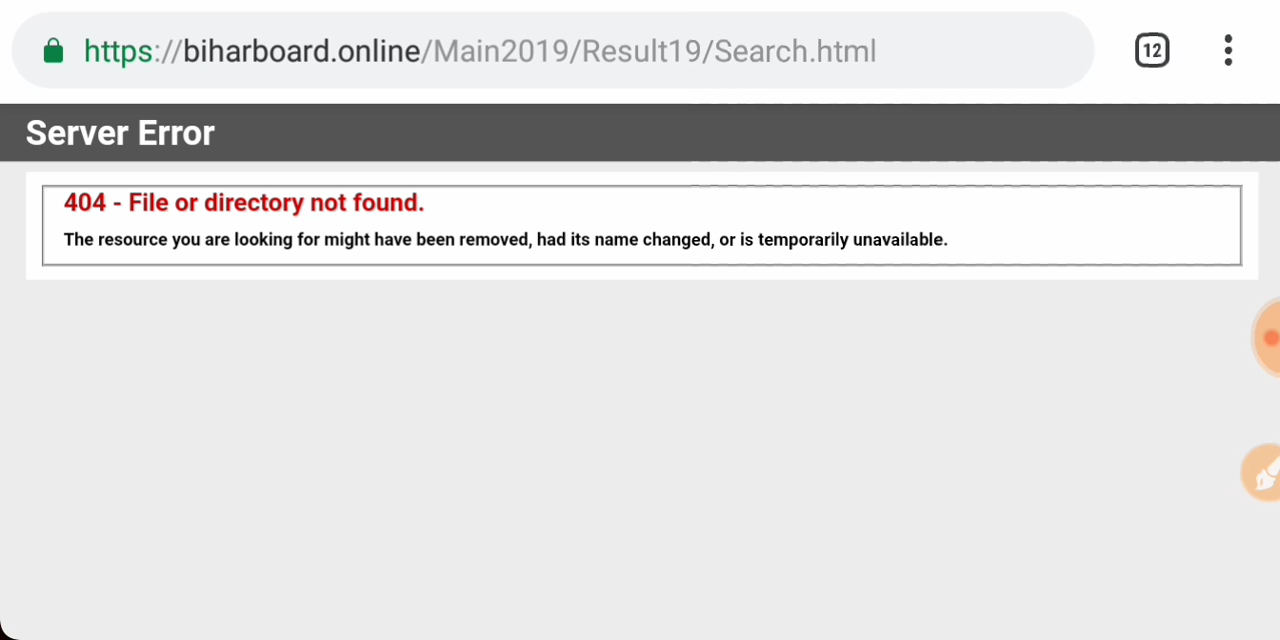 https://biharboard.online/Main2019/Result19/Search.html
12
Server Error
404 - File or directory not found.
The resource you are looking for might have been removed, had its name changed, or is temporarily unavailable.